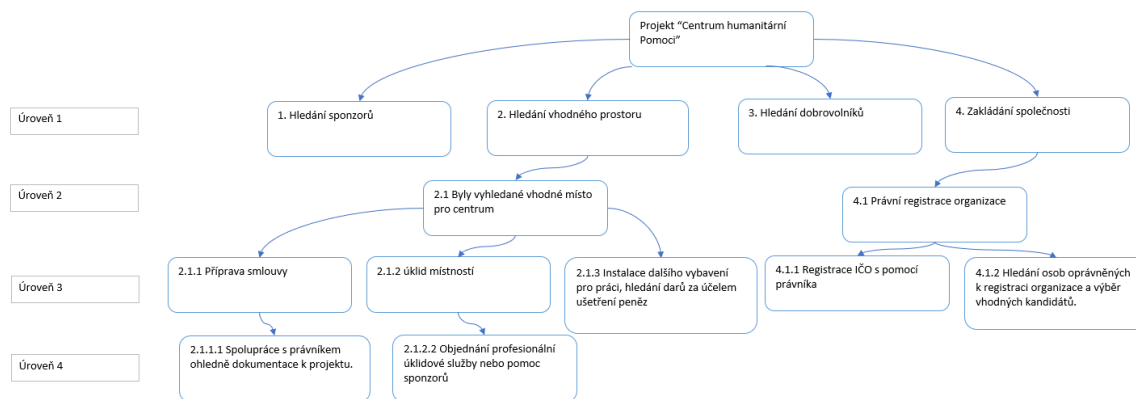 Projekt “Centrum humanitární
Pomoci”
Úroveň 1
1. Hledání sponzorů
2. Hledání vhodného prostoru
3. Hledání dobrovolníků
4. Zakládání společnosti
Úroveň 2
2.1 Byly vyhledané vhodné místo
pro centrum
4.1 Právní registrace organizace
Úroveň 3
2.1.1 Příprava smlouvy
2.1.2 úklid místností
2.1.3 Instalace dalšího vybavení
pro práci, hledání darů za účelem
ušetření peněz
4.1.1 Registrace IČO s pomocí
právníka
4.1.2 Hledání osob oprávněných
k registraci organizace a výběr
vhodných kandidátů.
Úroveň 4
2.1.1.1 Spolupráce s právníkem
ohledně dokumentace k projektu.
2.1.2.2 Objednání profesionální
úklidové služby nebo pomoc
sponzorů